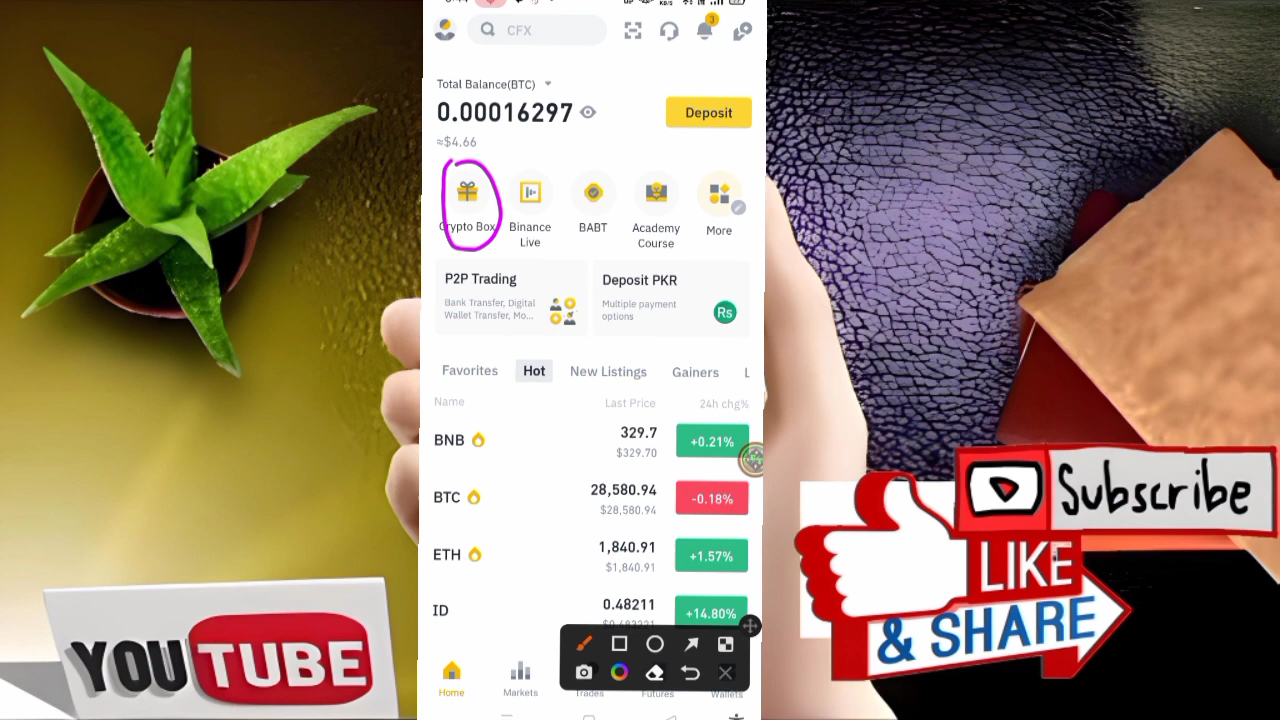 CFX
3
Total Balance(BTC)
0.00016297
Deposit
≈$4.66
Crypto Box
Binance
Live
BABT
Academy
Course
More
P2P Trading
Bank Transfer, Digital
Wallet Transfer, Mo...
Deposit PKR
Multiple payment
options
Rs
Favorites Hot New Listings Gainers L
Name Last Price 24h chg%
BNB 329.7 +0.21%
$329.70
BTC 28,580.94 -0.18%
$28,580.94
ETH 1,840.91 +1.57%
$1,840.91
ID 0.48211 +14.80%
Home Markets Trades Futures Wallets
YOUTUBE
Subscribe
LIKE
& SHARE